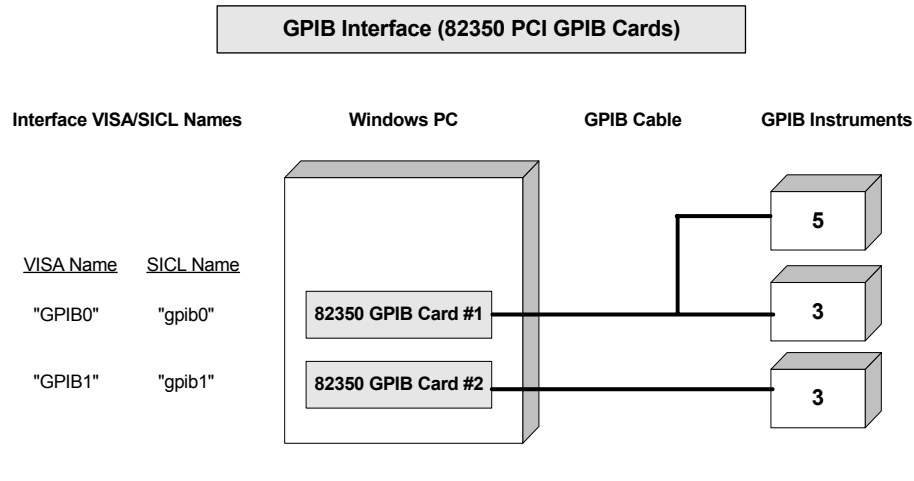 GPIB Interface (82350 PCI GPIB Cards)
Interface VISA/SICL Names Windows PC GPIB Cable GPIB Instruments
5
VISA Name SICL Name
"GPIB0" "gpib0" 82350 GPIB Card #1 3
"GPIB1" "gpib1" 82350 GPIB Card #2 3